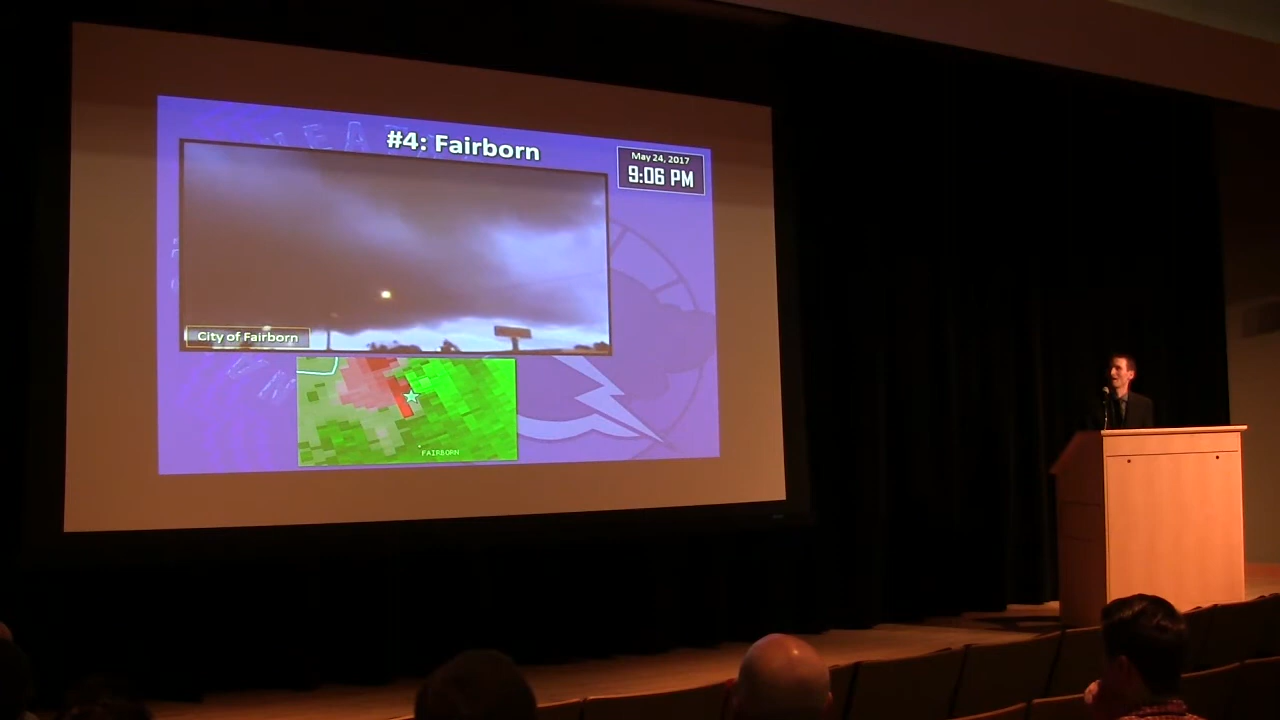 #4: Fairborn
May 24, 2017
9:06 PM
City of Fairborn
FAIRBORN